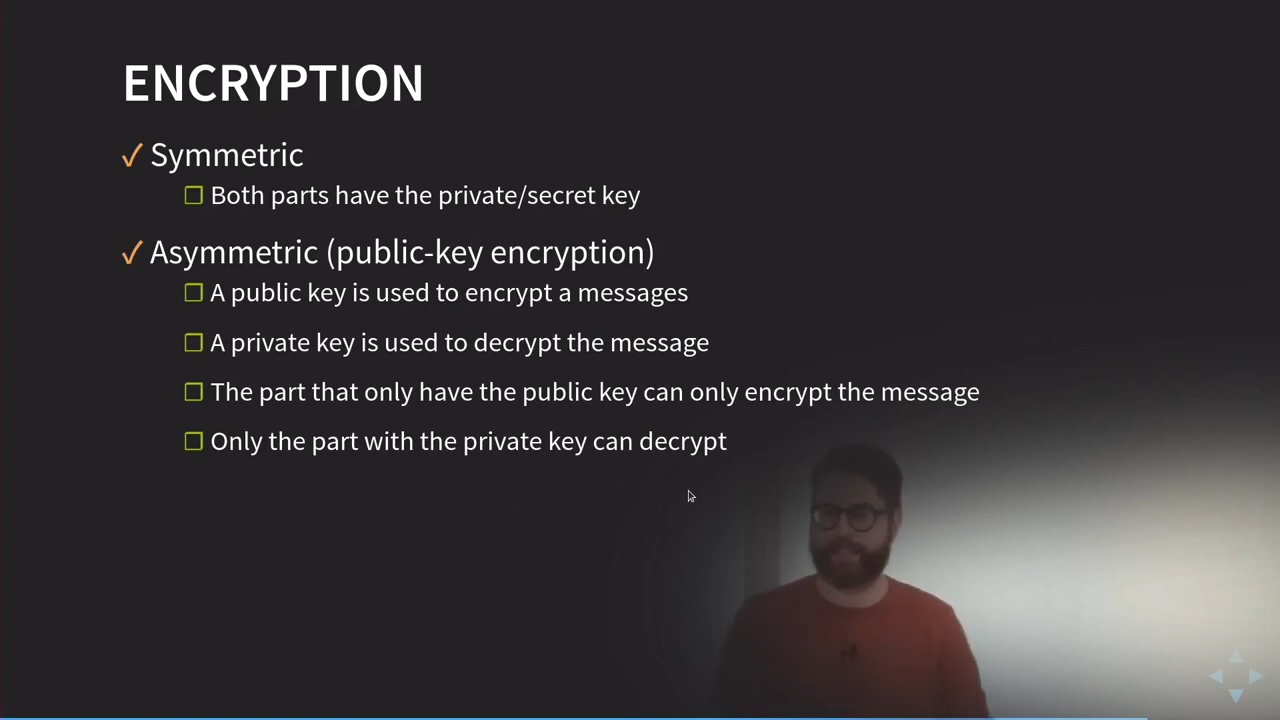 ENCRYPTION
✓ Symmetric
❐ Both parts have the private/secret key
✓ Asymmetric (public-key encryption)
❐ A public key is used to encrypt a messages
❐ A private key is used to decrypt the message
❐ The part that only have the public key can only encrypt the message
❐ Only the part with the private key can decrypt